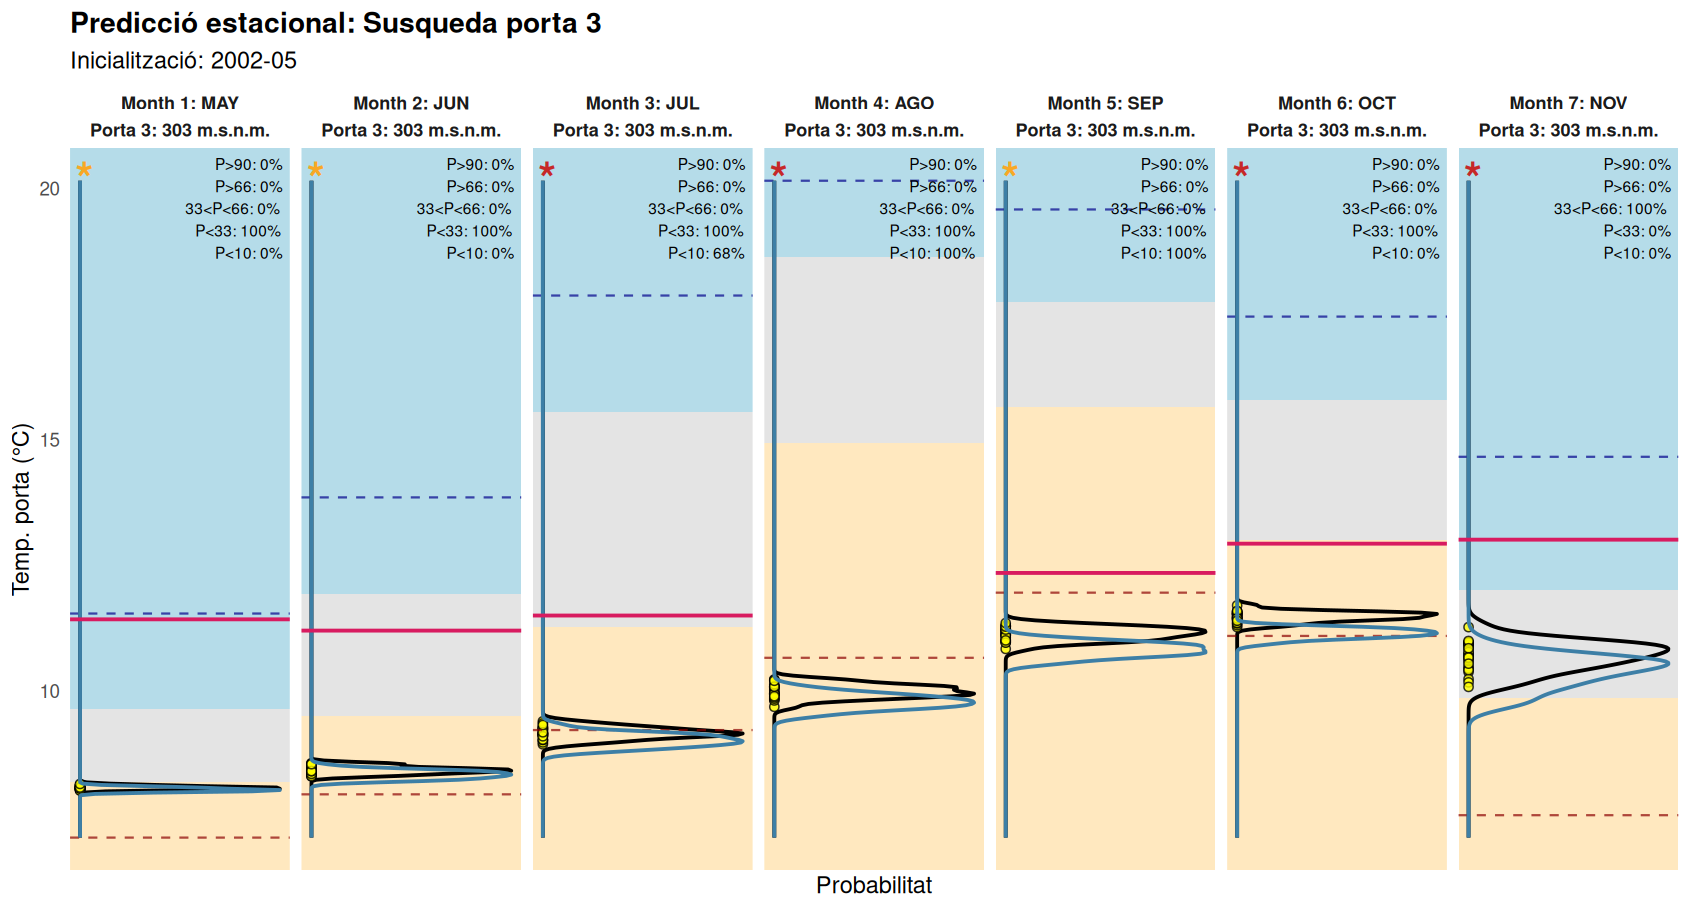 Predicció estacional: Susqueda porta 3
Inicialització: 2002-05
Month 1: MAY
Porta 3: 303 m.s.n.m.
Month 2: JUN
Porta 3: 303 m.s.n.m.
Month 3: JUL
Porta 3: 303 m.s.n.m.
Month 4: AGO
Porta 3: 303 m.s.n.m.
Month 5: SEP
Porta 3: 303 m.s.n.m.
Month 6: OCT
Porta 3: 303 m.s.n.m.
Month 7: NOV
Porta 3: 303 m.s.n.m.
*
P>90: 0%
P>66: 0%
33<P<66: 0%
P<33: 100%
P<10: 0%
*
P>90: 0%
P>66: 0%
33<P<66: 0%
P<33: 100%
P<10: 0%
*
P>90: 0%
P>66: 0%
33<P<66: 0%
P<33: 100%
P<10: 68%
*
P>90: 0%
P>66: 0%
33<P<66: 0%
P<33: 100%
P<10: 100%
*
P>90: 0%
P>66: 0%
33<P<66: 0%
P<33: 100%
P<10: 100%
*
P>90: 0%
P>66: 0%
33<P<66: 0%
P<33: 100%
P<10: 0%
*
P>90: 0%
P>66: 0%
33<P<66: 100%
P<33: 0%
P<10: 0%
20
15
10
Temp. porta (°C)
Probabilitat